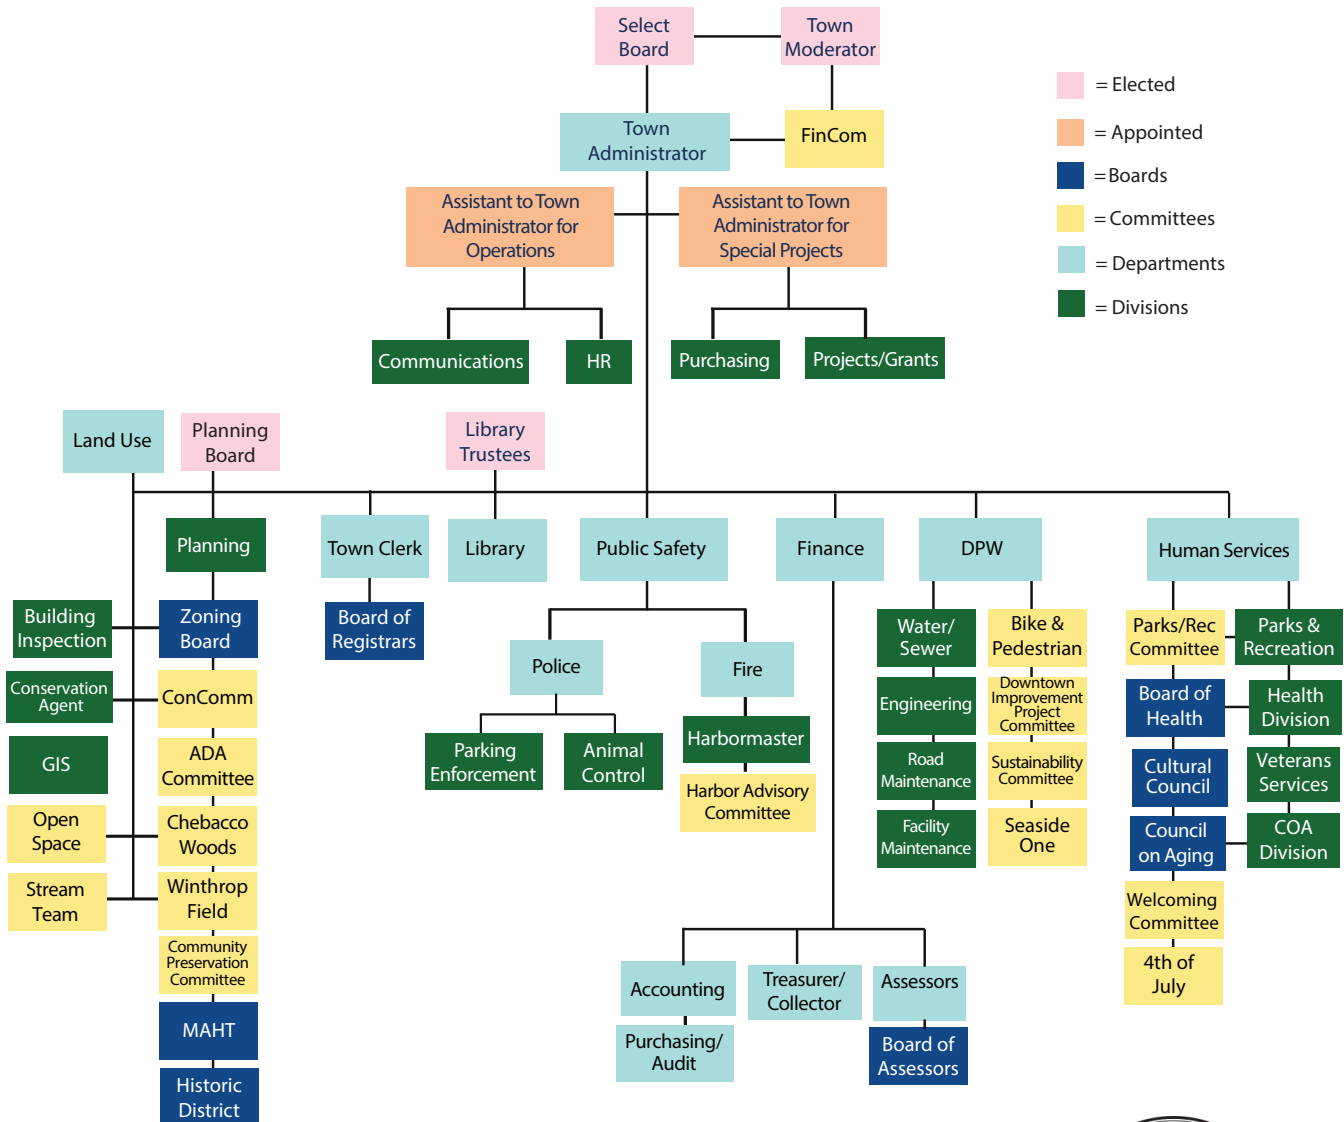 Select
Board
Town
Moderator
= Elected
= Appointed
= Boards
= Committees
= Departments
= Divisions
Town
Administrator
FinCom
Assistant to Town
Administrator for
Operations
Assistant to Town
Administrator for
Special Projects
Communications
HR
Purchasing
Projects/Grants
Land Use
Planning
Board
Library
Trustees
Planning
Town Clerk
Library
Public Safety
Finance
DPW
Human Services
Building
Inspection
Zoning
Board
Conservation
Agent
ConComm
GIS
ADA
Committee
Open
Space
Chebacco
Woods
Stream
Team
Winthrop
Field
Community
Preservation
Committee
MAHT
Historic
District
Board of
Registrars
Police
Fire
Parking
Enforcement
Animal
Control
Harbormaster
Harbor Advisory
Committee
Accounting
Purchasing/
Audit
Treasurer/
Collector
Assessors
Board of
Assessors
Water/
Sewer
Engineering
Road
Maintenance
Facility
Maintenance
Bike &
Pedestrian
Downtown
Improvement
Project
Committee
Sustainability
Committee
Seaside
One
Parks/Rec
Committee
Parks &
Recreation
Board of
Health
Health
Division
Cultural
Council
Veterans
Services
Council
on Aging
COA
Division
Welcoming
Committee
4th of
July